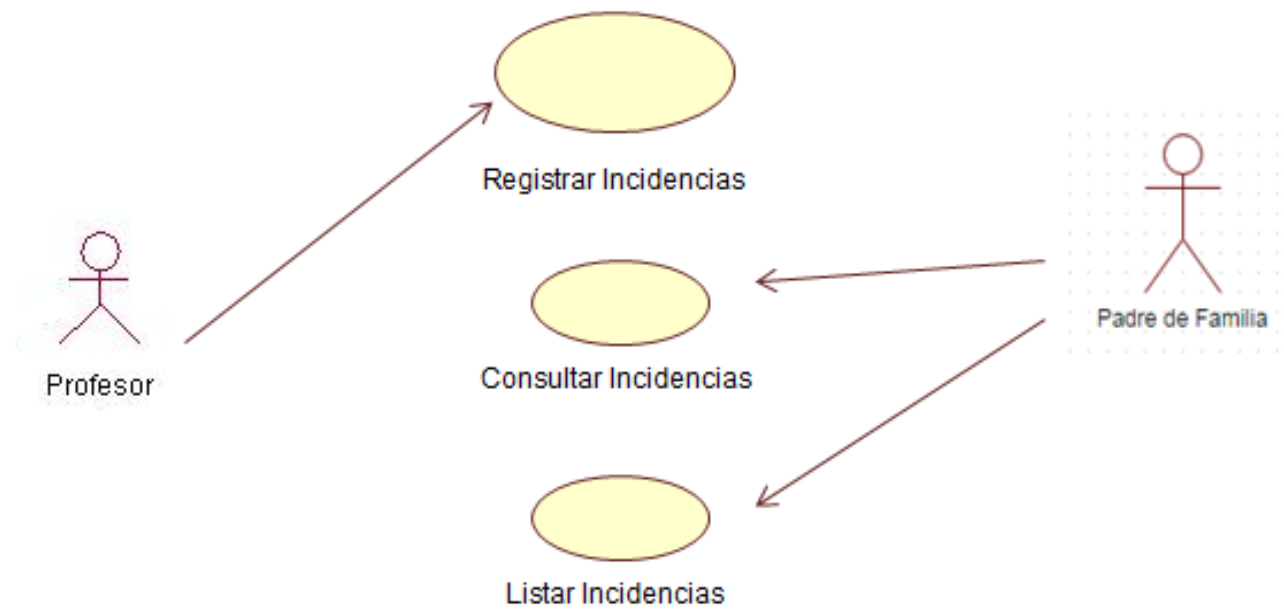 Registrar Incidencias
Profesor
Padre de Familia
Consultar Incidencias
Listar Incidencias